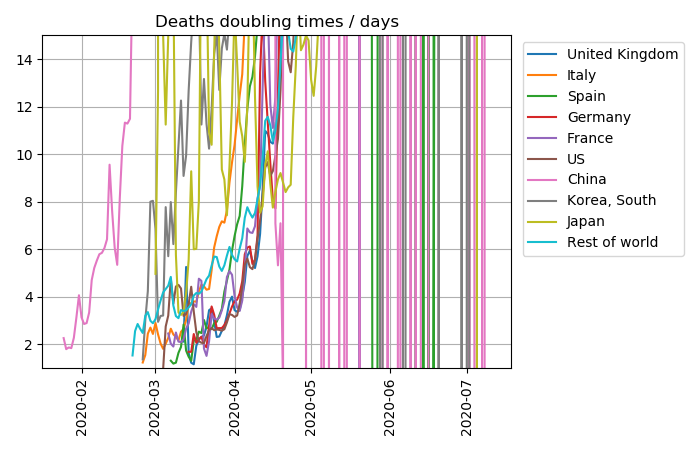 Deaths doubling times / days
14
12
10
8
6
4
2
2020-02
2020-03
2020-04
2020-05
2020-06
2020-07
United Kingdom
Italy
Spain
Germany
France
US
China
Korea, South
Japan
Rest of world